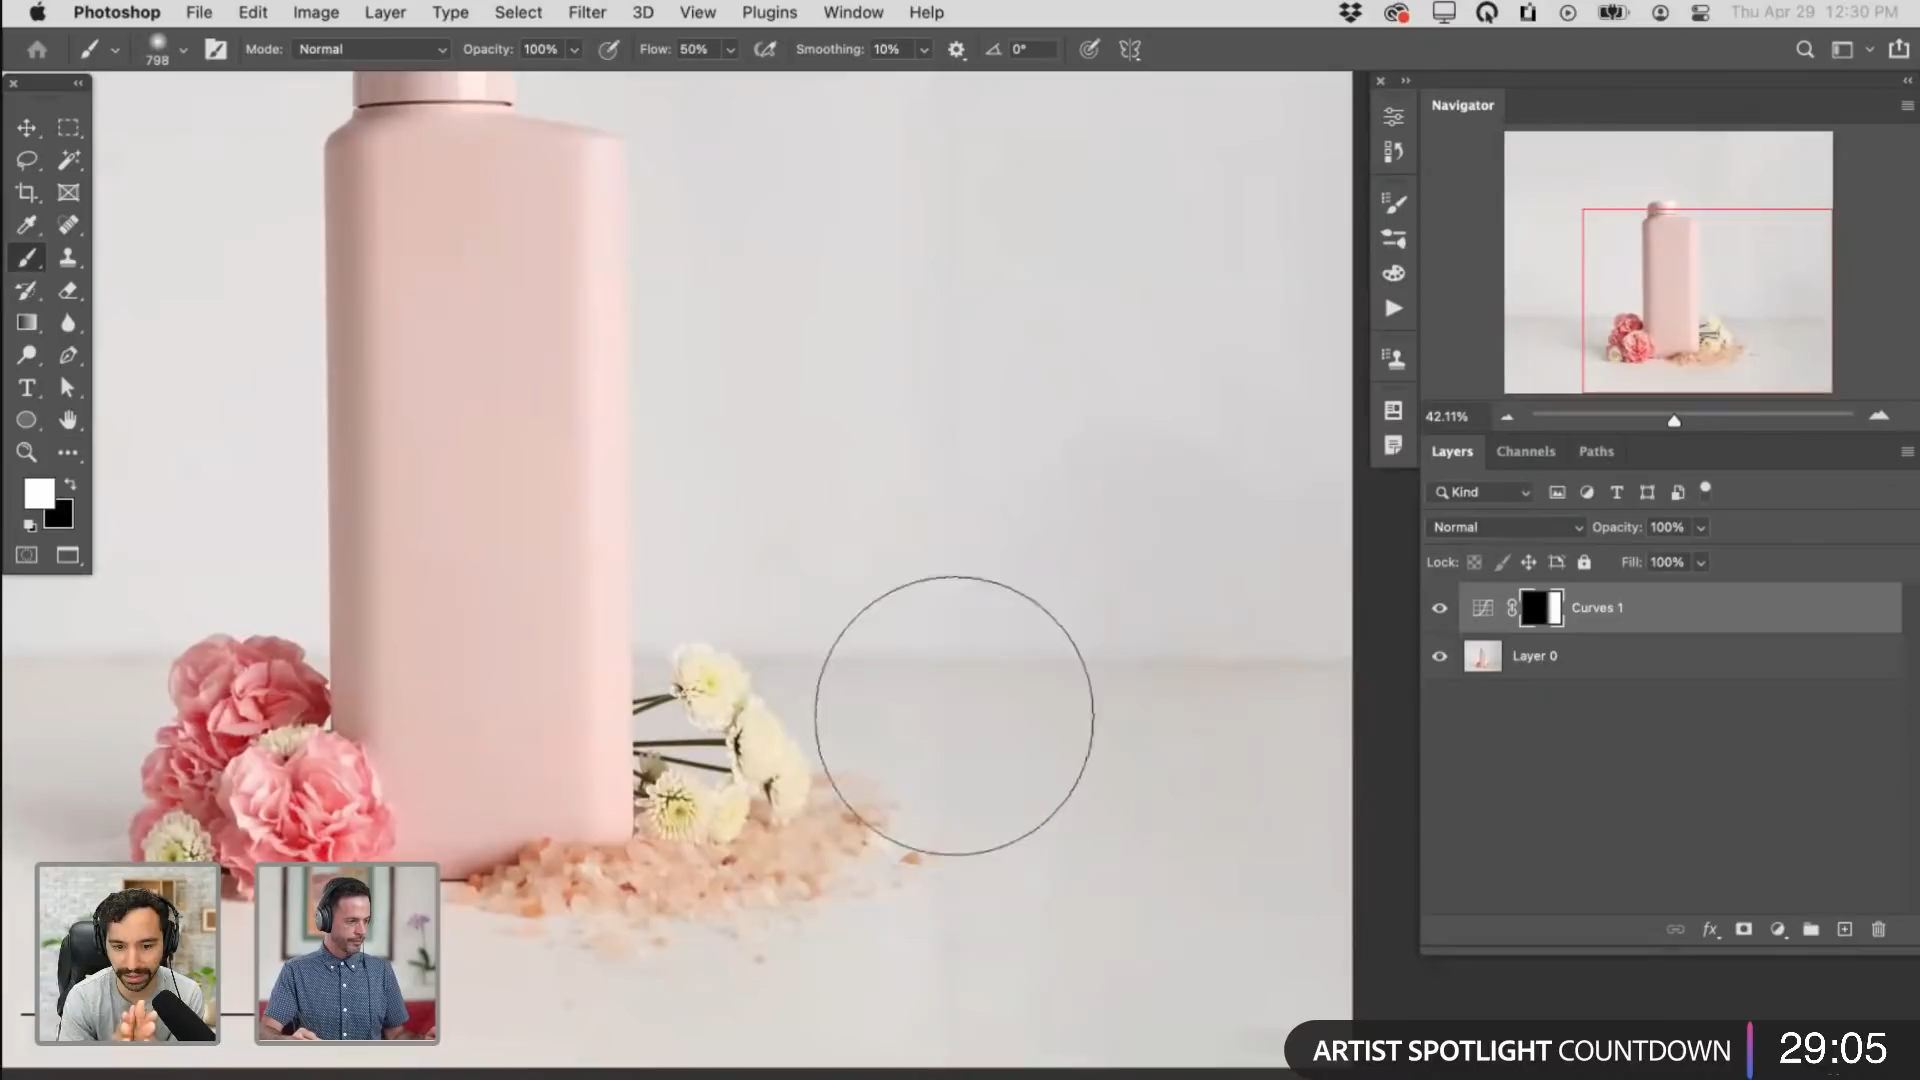 Photoshop File Edit Image Layer Type Select Filter 3D View Plugins Window Help Thu Apr 29 12:30 PM
798 Mode: Normal Opacity: 100% Flow: 50% Smoothing: 10% 0°
Navigator
42.11%
Layers Channels Paths
Kind
Normal Opacity: 100%
Lock: Fill: 100%
Curves 1
Layer 0
ARTIST SPOTLIGHT COUNTDOWN 29:05